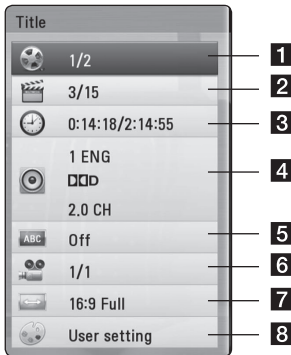 Title
1/2 1
3/15 2
0:14:18/2:14:55 3
1 ENG
D 4
2.0 CH
ABC Off 5
1/1 6
16:9 Full 7
User setting 8